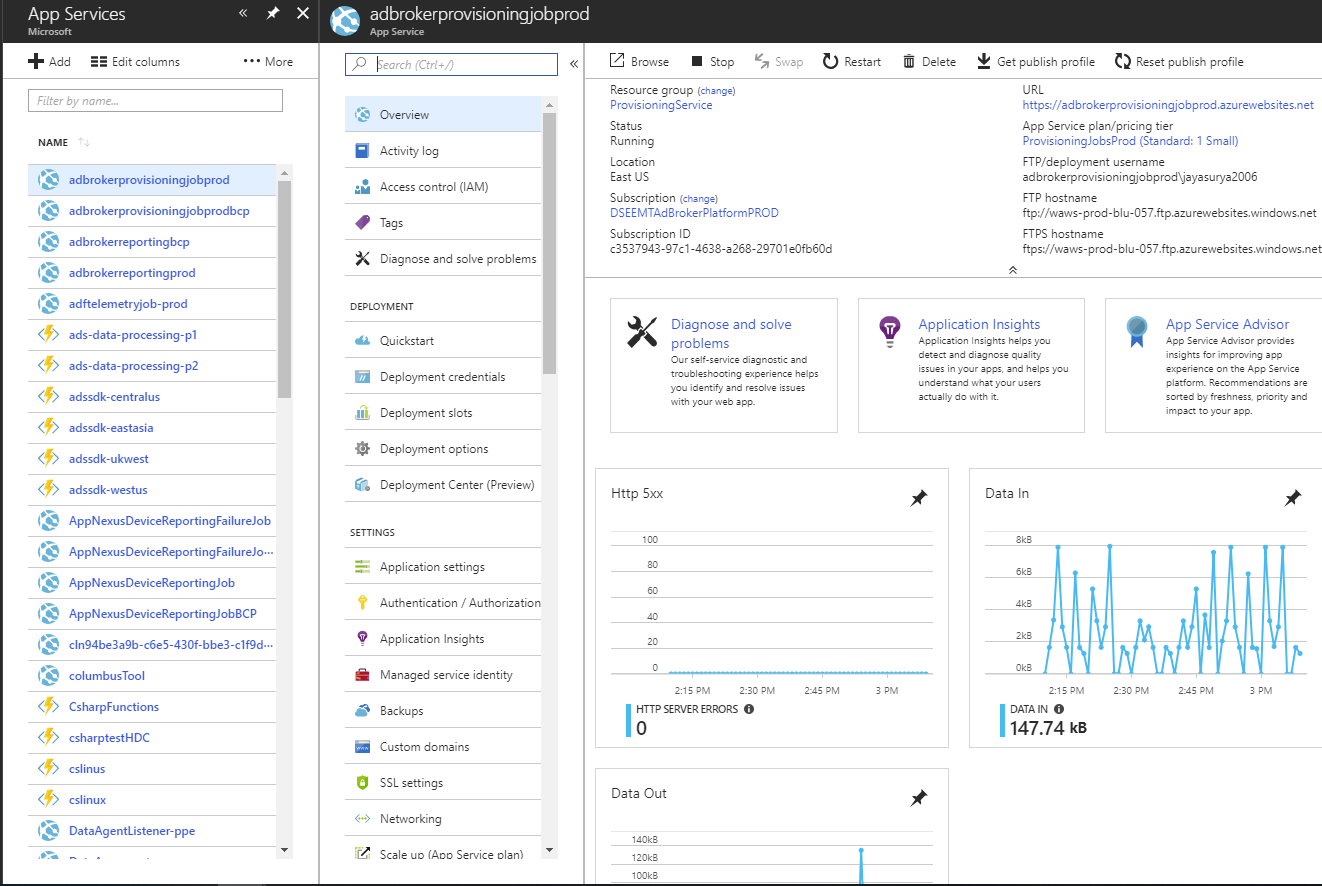 App Services
Microsoft
Add
Edit columns
More
Filter by name...
NAME
adbrokerprovisioningjobprod
adbrokerprovisioningjobprodbcp
adbrokerreportingbcp
adbrokerreportingprod
adftelemetryjob-prod
ads-data-processing-p1
ads-data-processing-p2
adssdk-centralus
adssdk-eastasia
adssdk-ukwest
adssdk-westus
AppNexusDeviceReportingFailureJob
AppNexusDeviceReportingFailureJo···
AppNexusDeviceReportingJob
AppNexusDeviceReportingJobBCP
cln94be3a9b-c6e5-430f-bbe3-c1f9d···
columbusTool
CsharpFunctions
csharptestHDC
cslinus
cslinux
DataAgentListener-ppe
adbrokerprovisioningjobprod
App Service
Search (Ctrl+/)
Overview
Activity log
Access control (IAM)
Tags
Diagnose and solve problems
DEPLOYMENT
Quickstart
Deployment credentials
Deployment slots
Deployment options
Deployment Center (Preview)
SETTINGS
Application settings
Authentication / Authorization
Application Insights
Managed service identity
Backups
Custom domains
SSL settings
Networking
Scale up (App Service plan)
Browse
Stop
Swap
Restart
Delete
Get publish profile
Reset publish profile
Resource group (change)
ProvisioningService
Status
Running
Location
East US
Subscription (change)
DSEEMTAdBrokerPlatformPROD
Subscription ID
c3537943-97c1-4638-a268-29701e0fb60d
URL
https://adbrokerprovisioningjobprod.azurewebsites.net
App Service plan/pricing tier
ProvisioningJobsProd (Standard: 1 Small)
FTP/deployment username
adbrokerprovisioningjobprod\jayasurya2006
FTP hostname
ftp://waws-prod-blu-057.ftp.azurewebsites.windows.net
FTPS hostname
ftps://waws-prod-blu-057.ftp.azurewebsites.windows.net
Diagnose and solve
problems
Our self-service diagnostic and
troubleshooting experience helps
you identify and resolve issues
with your web app.
Application Insights
Application Insights helps you
detect and diagnose quality
issues in your apps, and helps you
understand what your users
actually do with it.
App Service Advisor
App Service Advisor provides
insights for improving app
experience on the App Service
platform. Recommendations are
sorted by freshness, priority and
impact to your app.
Http 5xx
100
80
60
40
20
0
2:15 PM
2:30 PM
2:45 PM
3 PM
HTTP SERVER ERRORS
0
Data In
8kB
6kB
4kB
2kB
0kB
2:15 PM
2:30 PM
2:45 PM
3 PM
DATA IN
147.74 kB
Data Out
140kB
120kB
100kB